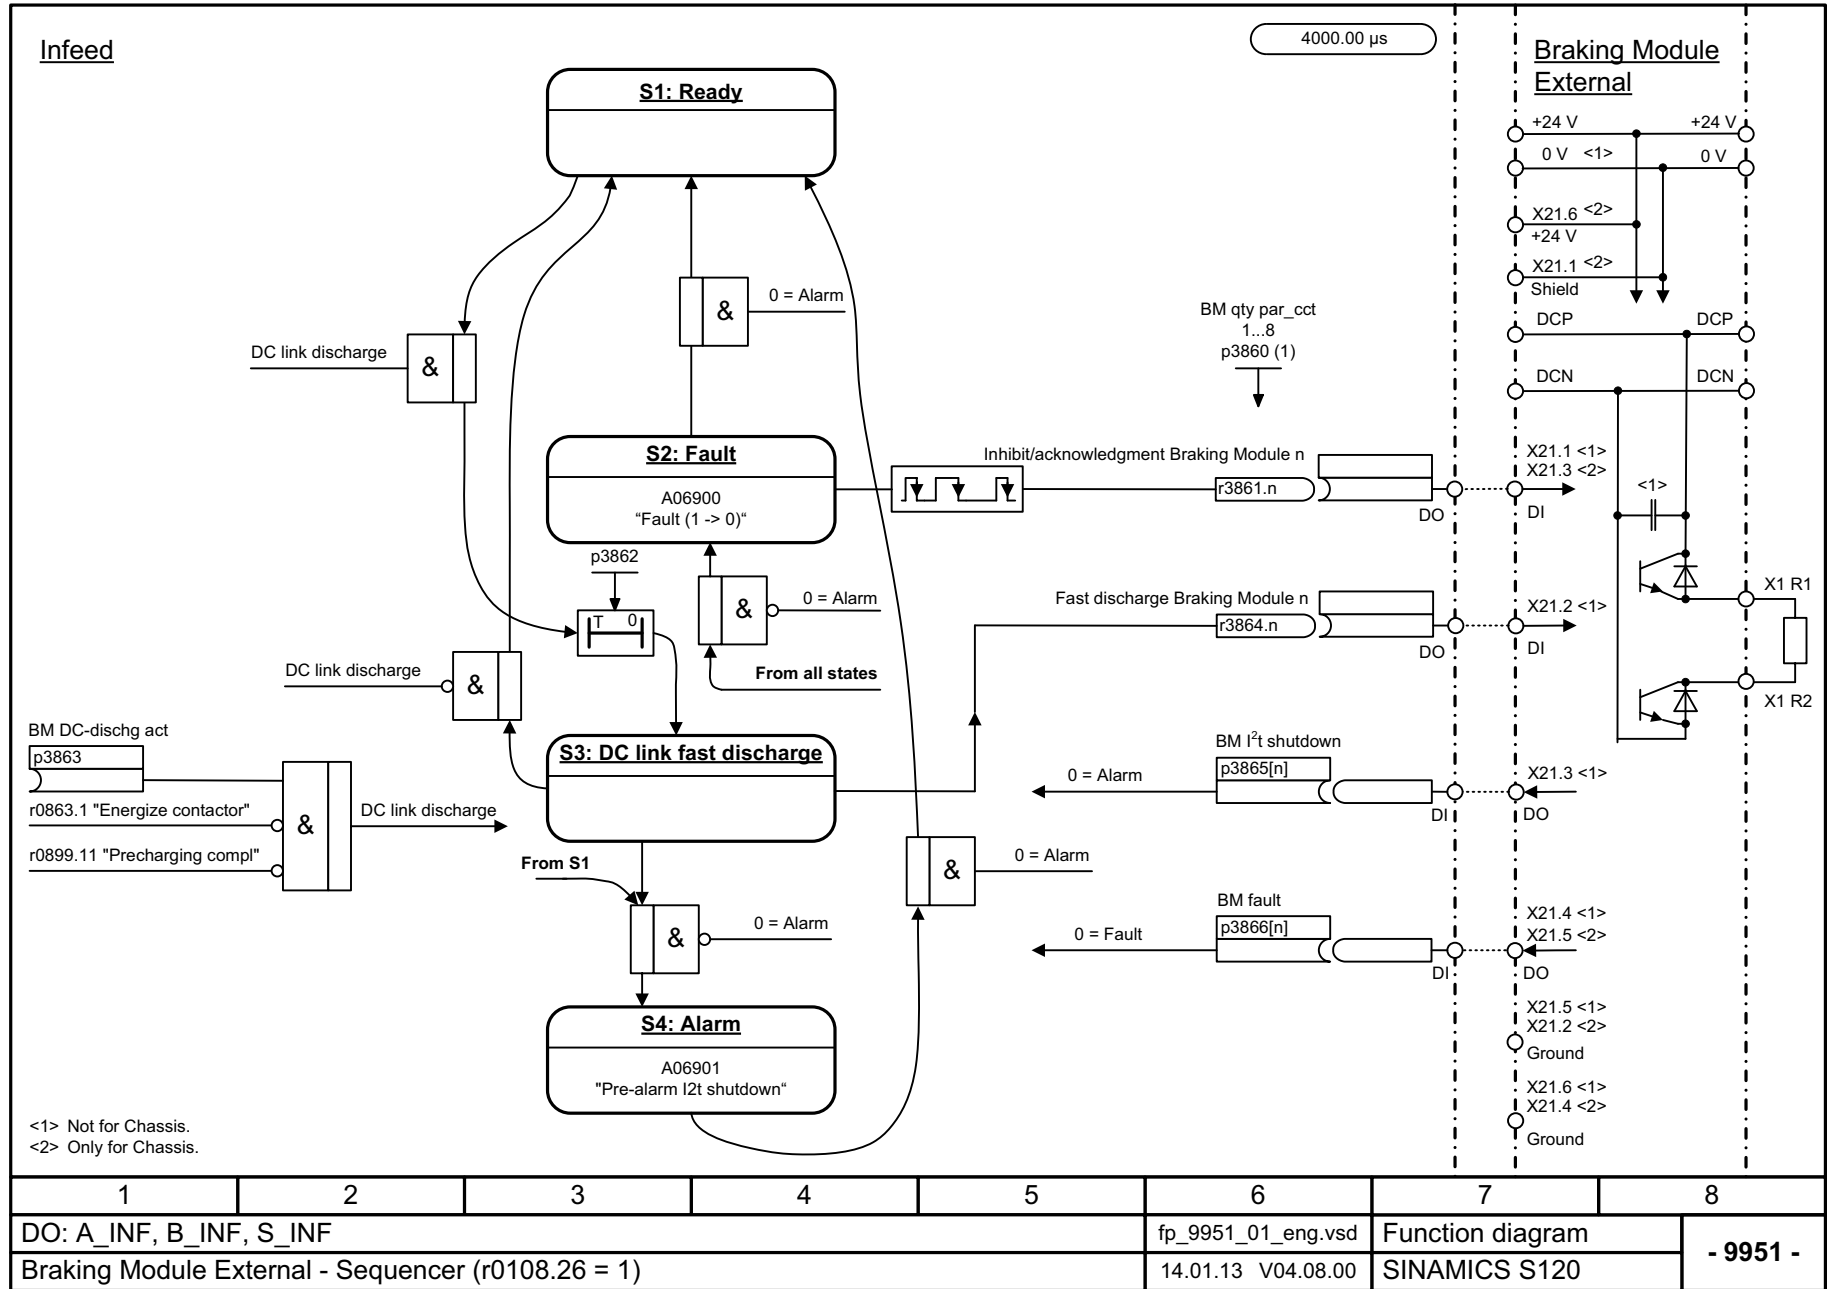 Infeed
4000.00 µs
Braking Module
External
S1: Ready
+24 V
+24 V
0 V <1>
0 V
X21.6 <2>
+24 V
X21.1 <2>
Shield
&
0 = Alarm
BM qty par_cct
1...8
p3860 (1)
DCP
DCP
DC link discharge
&
DCN
DCN
S2: Fault
A06900
“Fault (1 -> 0)“
Inhibit/acknowledgment Braking Module n
r3861.n
DO
X21.1 <1>
X21.3 <2>
DI
<1>
p3862
T 0
&
0 = Alarm
From all states
Fast discharge Braking Module n
r3864.n
DO
X21.2 <1>
DI
X1 R1
X1 R2
DC link discharge
&
BM DC-dischg act
p3863
r0863.1 "Energize contactor"
r0899.11 "Precharging compl"
&
DC link discharge
S3: DC link fast discharge
0 = Alarm
BM I²t shutdown
p3865[n]
DI
X21.3 <1>
DO
From S1
&
0 = Alarm
&
0 = Alarm
0 = Fault
BM fault
p3866[n]
DI
X21.4 <1>
X21.5 <2>
DO
S4: Alarm
A06901
"Pre-alarm I2t shutdown“
X21.5 <1>
X21.2 <2>
Ground
X21.6 <1>
X21.4 <2>
Ground
<1> Not for Chassis.
<2> Only for Chassis.
1 2 3 4 5 6 7 8
DO: A_INF, B_INF, S_INF
fp_9951_01_eng.vsd
Function diagram
- 9951 -
Braking Module External - Sequencer (r0108.26 = 1)
14.01.13 V04.08.00
SINAMICS S120